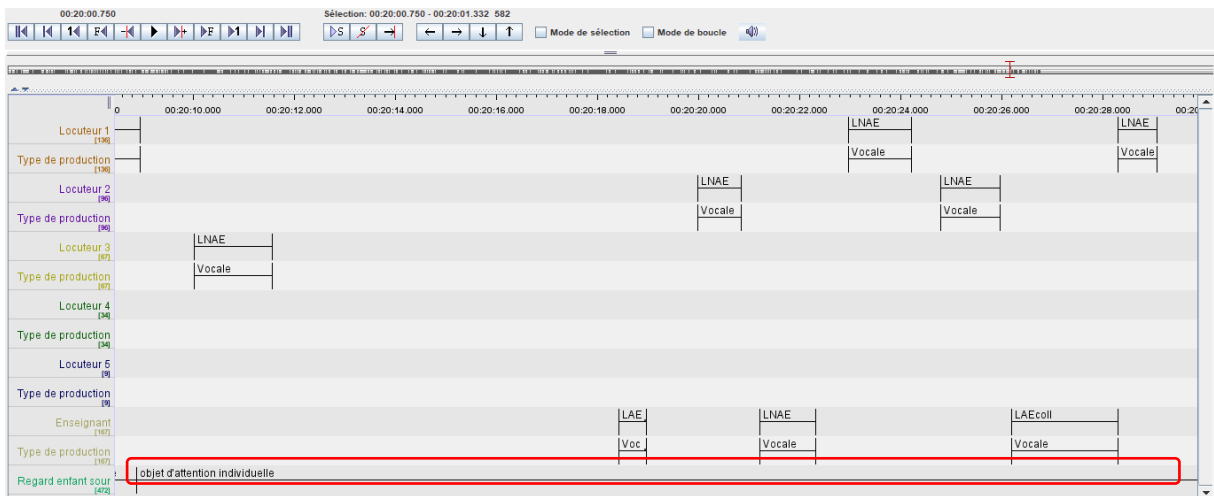 00:20:00.750 Sélection: 00:20:00.750 - 00:20:01.332 582
1 F + F 1 S S Mode de sélection Mode de boucle
0 00:20:10.000 00:20:12.000 00:20:14.000 00:20:16.000 00:20:18.000 00:20:20.000 00:20:22.000 00:20:24.000 00:20:26.000 00:20:28.000 00:20
Locuteur 1 LNAE LNAE
[136]
Type de production Vocale Vocale
[136]
Locuteur 2 LNAE LNAE
[96]
Type de production Vocale Vocale
[96]
Locuteur 3 LNAE
[67]
Type de production Vocale
[67]
Locuteur 4
[34]
Type de production
[34]
Locuteur 5
[9]
Type de production
[9]
Enseignant LAE LNAE LAEcoll
[167]
Type de production Voc Vocale Vocale
[167]
Regard enfant sour objet d'attention individuelle
[472]